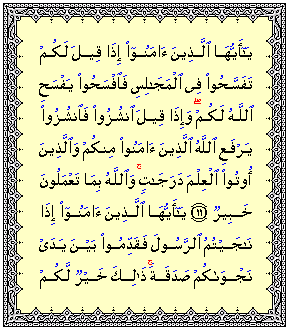 يَـٰٓأَيُّهَا ٱلَّذِينَ ءَامَنُوٓا۟ إِذَا قِيلَ لَكُمْ
تَفَسَّحُوا۟ فِى ٱلْمَجَـٰلِسِ فَٱفْسَحُوا۟ يَفْسَحِ
ٱللَّهُ لَكُمْ ۖ وَإِذَا قِيلَ ٱنشُزُوا۟ فَٱنشُزُوا۟
يَرْفَعِ ٱللَّهُ ٱلَّذِينَ ءَامَنُوا۟ مِنكُمْ وَٱلَّذِينَ
أُوتُوا۟ ٱلْعِلْمَ دَرَجَـٰتٍ ۚ وَٱللَّهُ بِمَا تَعْمَلُونَ
خَبِيرٌ ١١ يَـٰٓأَيُّهَا ٱلَّذِينَ ءَامَنُوٓا۟ إِذَا
نَـٰجَيْتُمُ ٱلرَّسُولَ فَقَدِّمُوا۟ بَيْنَ يَدَىْ
نَجْوَىٰكُمْ صَدَقَةً ۚ ذَٰلِكَ خَيْرٌ لَّكُمْ